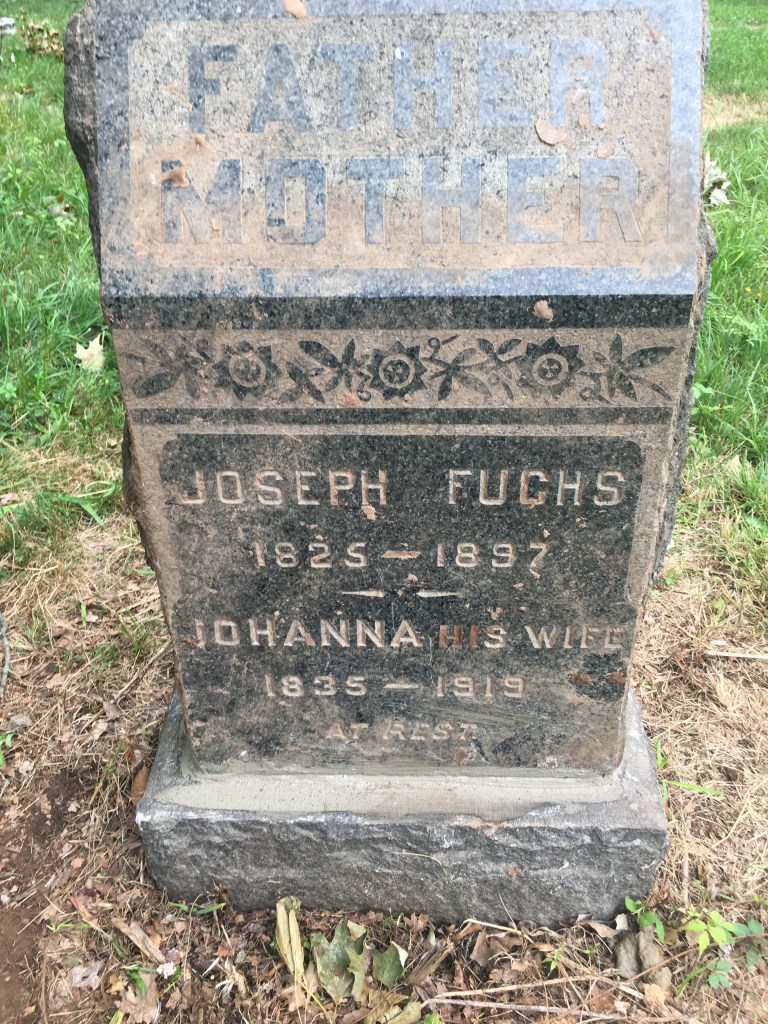 FATHER
MOTHER
JOSEPH FUCHS
1825 — 1897
JOHANNA HIS WIFE
1835 — 1919
AT REST